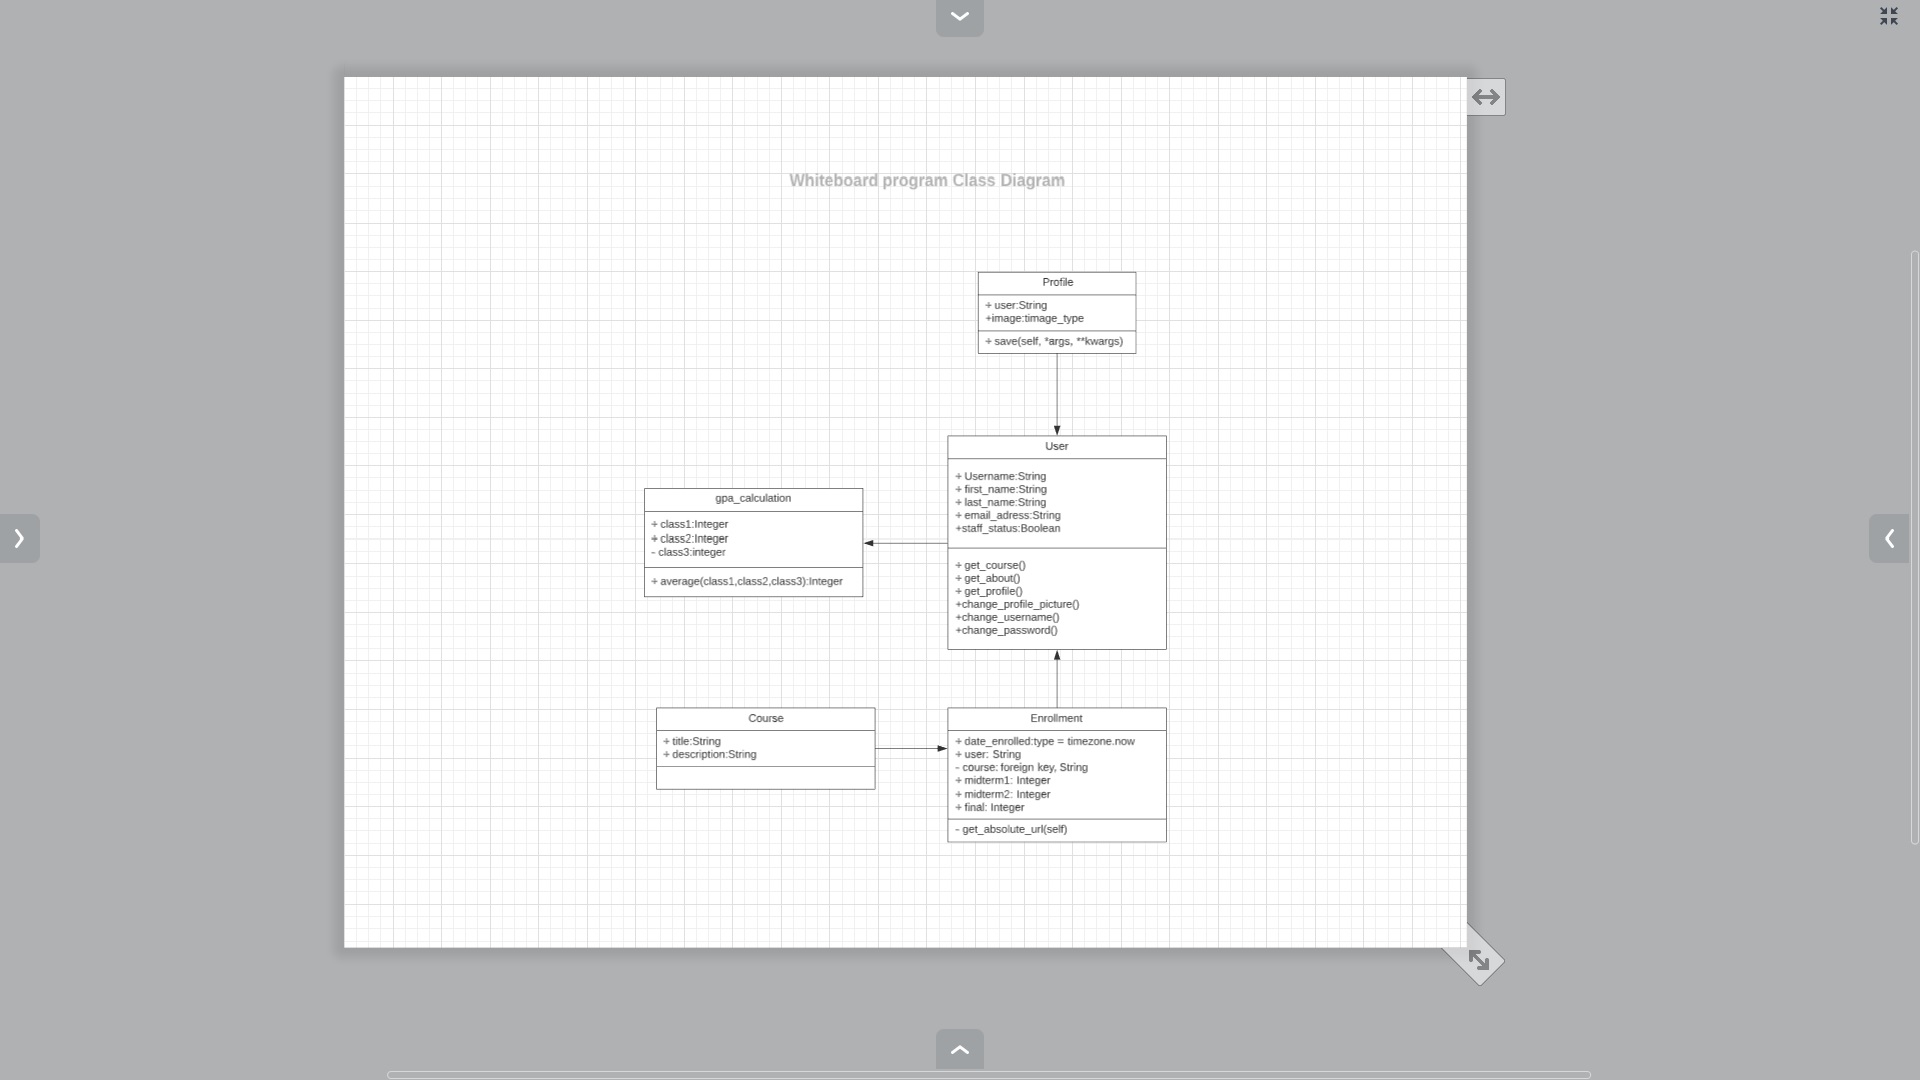 Whiteboard program Class Diagram
Profile
+ user:String
+image:timage_type
+ save(self, *args, **kwargs)
User
+ Username:String
+ first_name:String
+ last_name:String
+ email_adress:String
+staff_status:Boolean
+ get_course()
+ get_about()
+ get_profile()
+change_profile_picture()
+change_username()
+change_password()
gpa_calculation
+ class1:Integer
+ class2:Integer
- class3:integer
+ average(class1,class2,class3):Integer
Course
+ title:String
+ description:String
Enrollment
+ date_enrolled:type = timezone.now
+ user: String
- course: foreign key, String
+ midterm1: Integer
+ midterm2: Integer
+ final: Integer
- get_absolute_url(self)